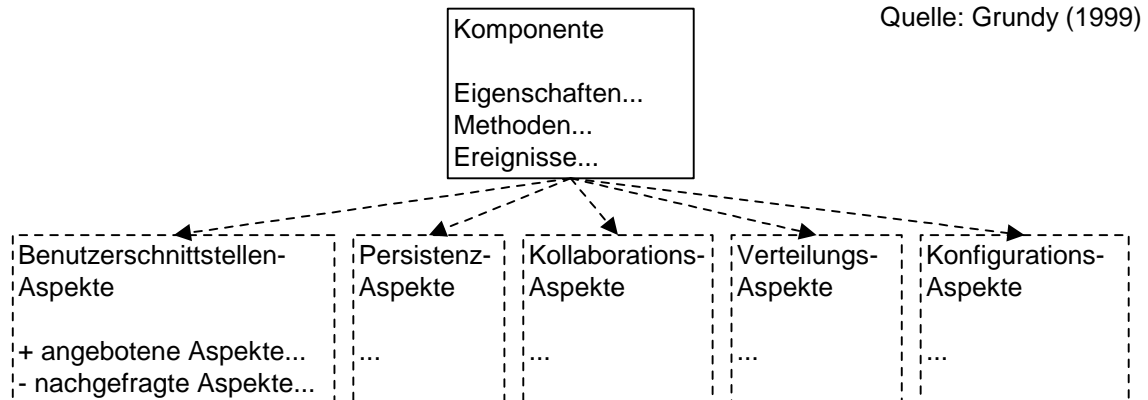 Quelle: Grundy (1999)
Komponente
Eigenschaften...
Methoden...
Ereignisse...
Benutzerschnittstellen-
Aspekte
+ angebotene Aspekte...
- nachgefragte Aspekte...
Persistenz-
Aspekte
...
Kollaborations-
Aspekte
...
Verteilungs-
Aspekte
...
Konfigurations-
Aspekte
...